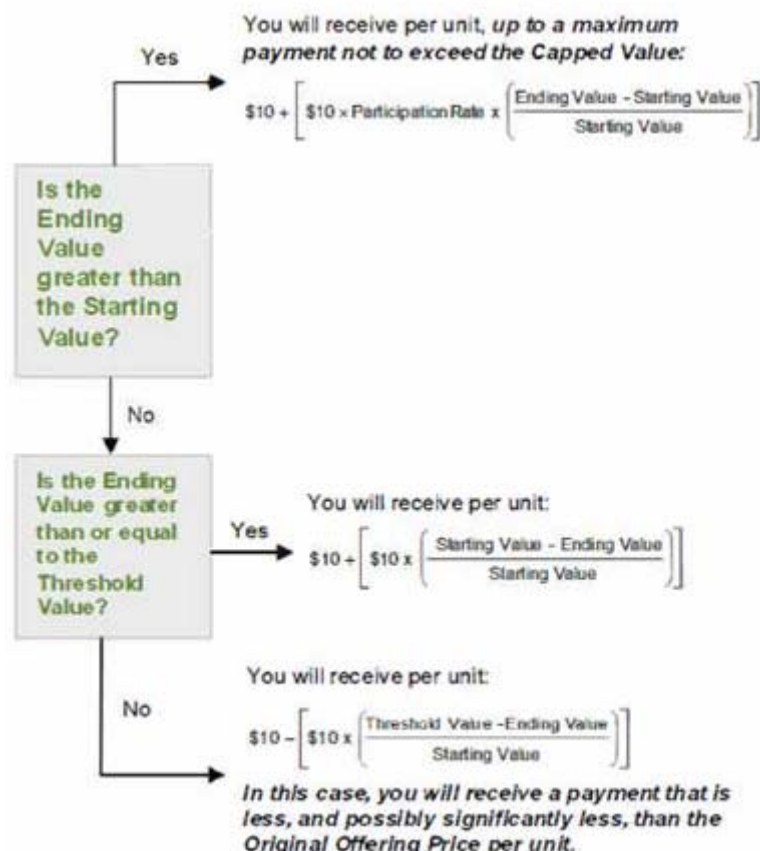 You will receive per unit, up to a maximum
payment not to exceed the Capped Value:
Yes
$10 + [ $10 × Participation Rate x ( Ending Value - Starting Value
Starting Value ) ]
Is the
Ending
Value
greater than
the Starting
Value?
No
Is the Ending
Value greater
than or equal
to the
Threshold
Value?
Yes
You will receive per unit:
$10 + [ $10 x ( Starting Value - Ending Value
Starting Value ) ]
No
You will receive per unit:
$10 – [ $10 x ( Threshold Value - Ending Value
Starting Value ) ]
In this case, you will receive a payment that is
less, and possibly significantly less, than the
Original Offering Price per unit.